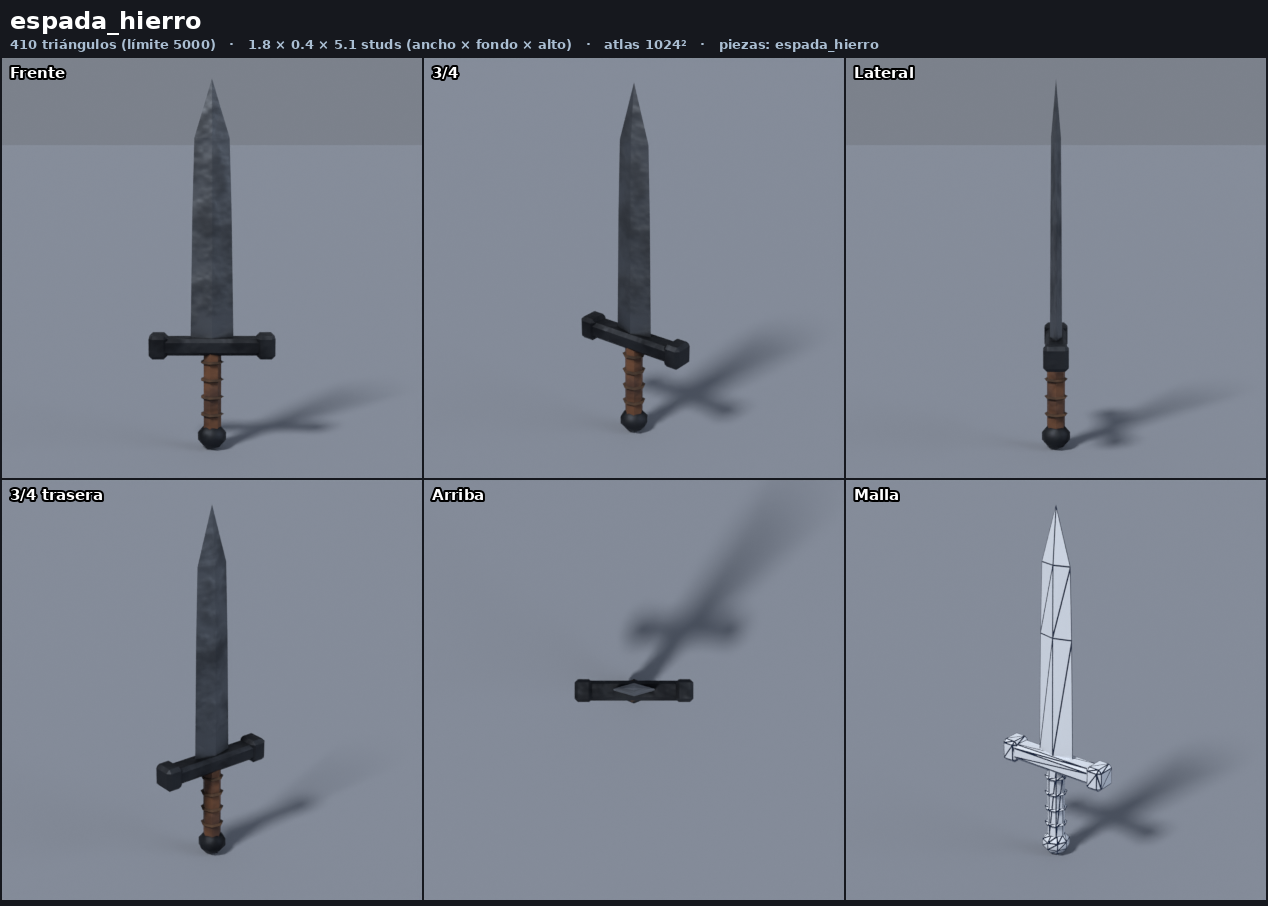 espada_hierro
410 triángulos (límite 5000) · 1.8 × 0.4 × 5.1 studs (ancho × fondo × alto) · atlas 1024² · piezas: espada_hierro
Frente
3/4
Lateral
3/4 trasera
Arriba
Malla